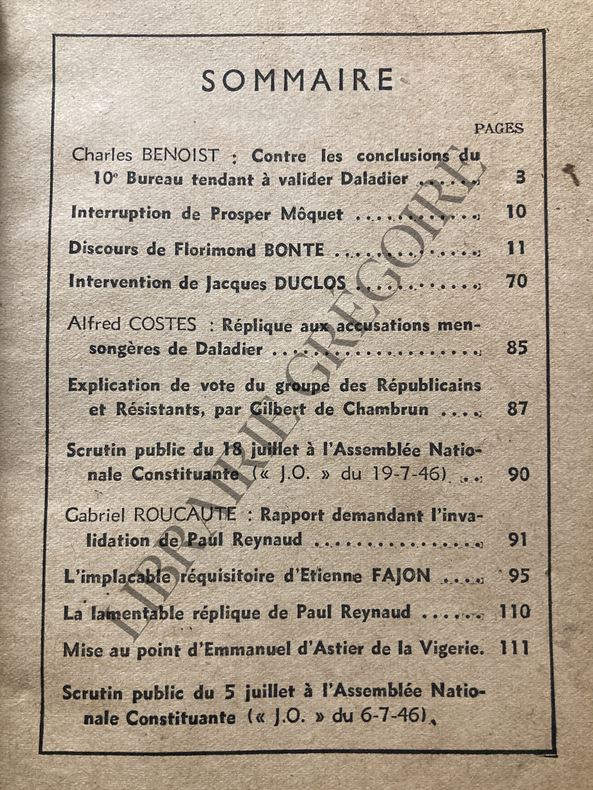 SOMMAIRE
PAGES
Charles BENOIST : Contre les conclusions du
10e Bureau tendant à valider Daladier ....... 3
Interruption de Prosper Môquet ............. 10
Discours de Florimond BONTE ............... 11
Intervention de Jacques DUCLOS ............. 70
Alfred COSTES : Réplique aux accusations men-
songères de Daladier ..................... 85
Explication de vote du groupe des Républicains
et Résistants, par Gilbert de Chambrun .... 87
Scrutin public du 18 juillet à l'Assemblée Natio-
nale Constituante (« J.O. » du 19-7-46) ... 90
Gabriel ROUCAUTE : Rapport demandant l'inva-
lidation de Paul Reynaud ................ 91
L'implacable réquisitoire d'Etienne FAJON ..... 95
La lamentable réplique de Paul Reynaud ....... 110
Mise au point d'Emmanuel d'Astier de la Vigerie. 111
Scrutin public du 5 juillet à l'Assemblée Natio-
nale Constituante (« J.O. » du 6-7-46).
LIBRAIRIE GRÉGOIRE